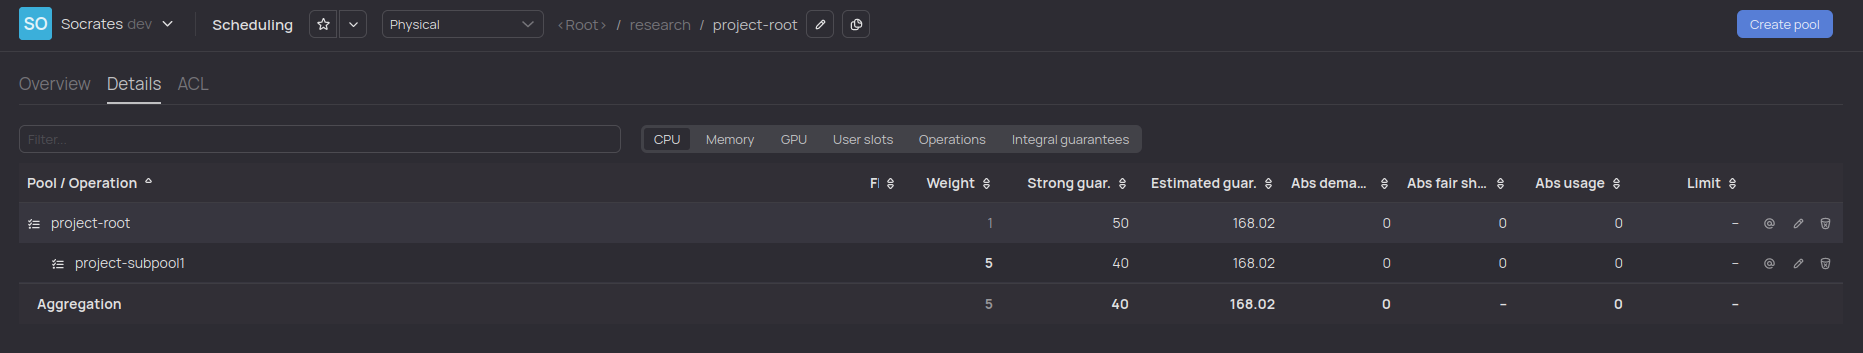 SO Socrates dev Scheduling Physical <Root> / research / project-root Create pool
Overview Details ACL
Filter... CPU Memory GPU User slots Operations Integral guarantees
Pool / Operation Weight Strong guar. Estimated guar. Abs dema... Abs fair sh... Abs usage Limit
project-root 1 50 168.02 0 0 0 –
project-subpool1 5 40 168.02 0 0 0 –
Aggregation 5 40 168.02 0 – 0 –